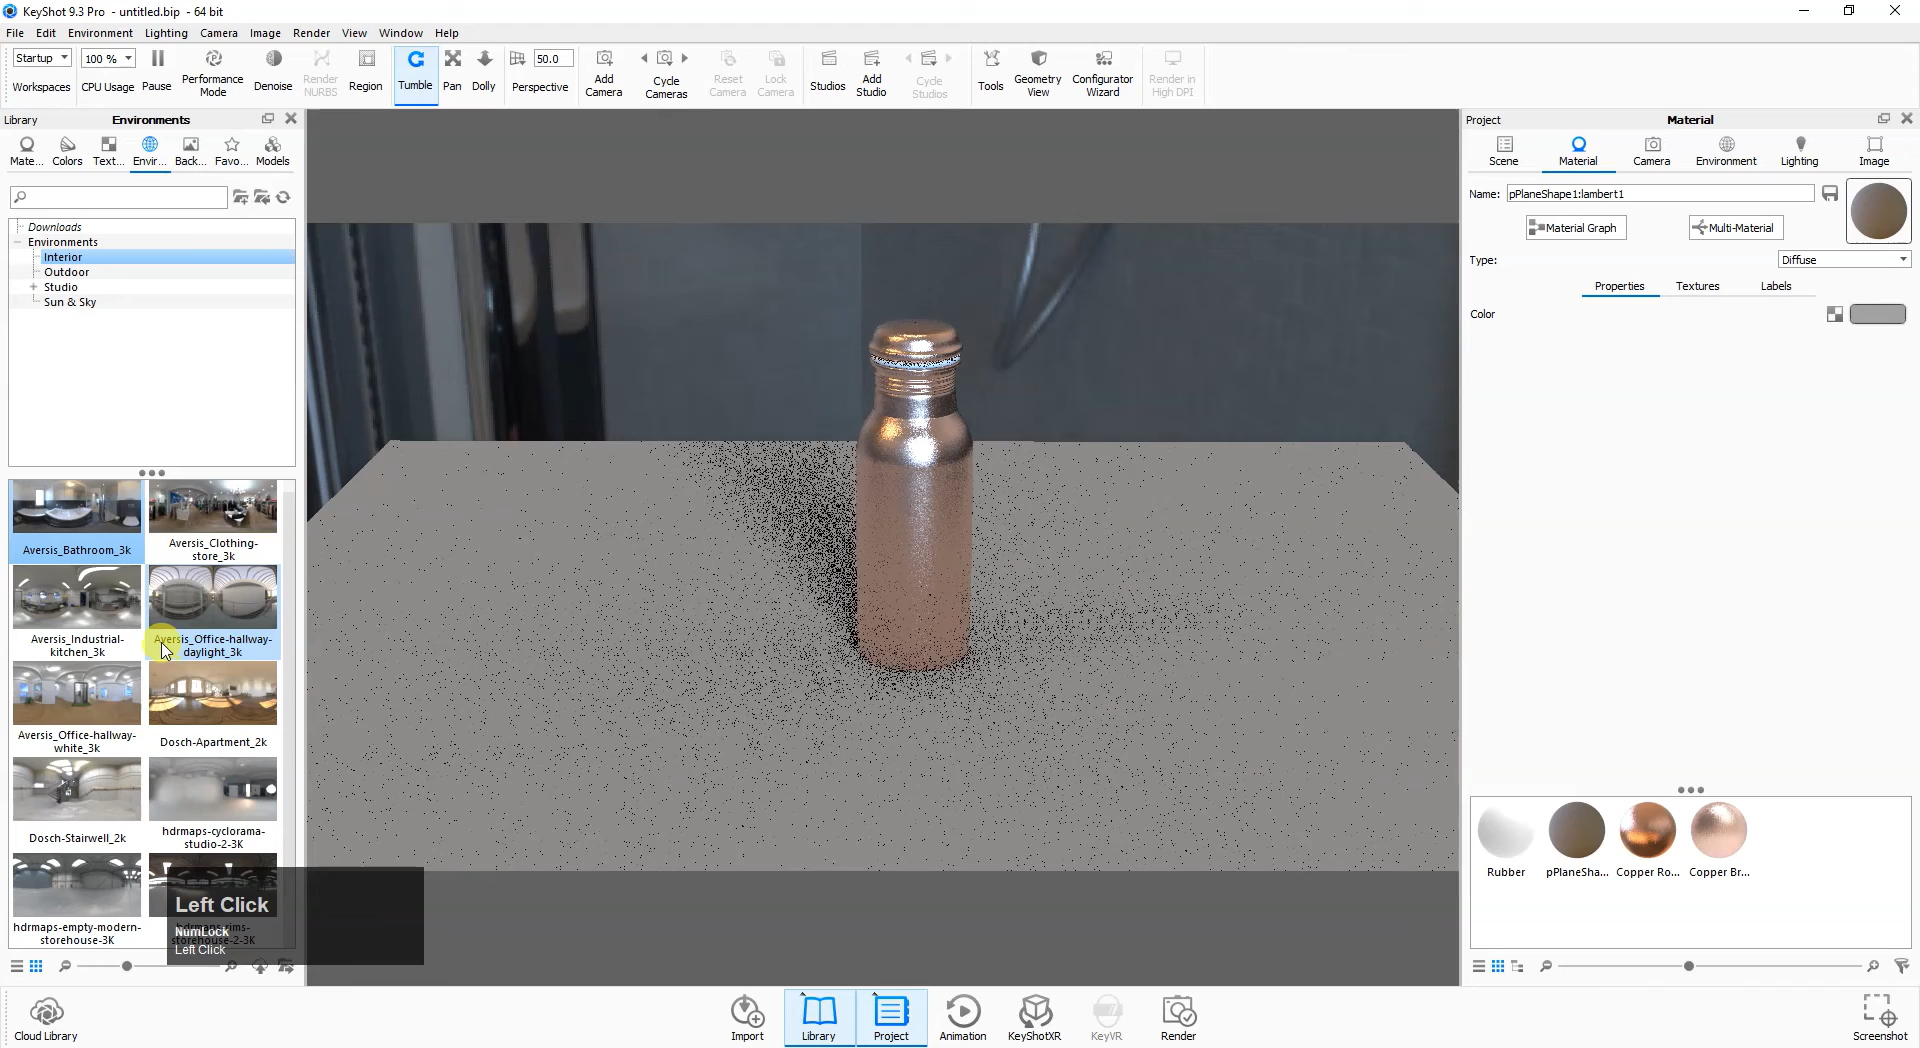 KeyShot 9.3 Pro - untitled.bip - 64 bit
File Edit Environment Lighting Camera Image Render View Window Help
Startup 100 % 50.0
Workspaces CPU Usage Pause Performance Mode Denoise Render NURBS Region Tumble Pan Dolly Perspective Add Camera Cycle Cameras Reset Camera Lock Camera Studios Add Studio Cycle Studios Tools Geometry View Configurator Wizard Render in High DPI
Library Environments
Mate... Colors Text... Envir... Back... Favo... Models
Downloads
Environments
Interior
Outdoor
Studio
Sun & Sky
Aversis_Bathroom_3k
Aversis_Clothing-
store_3k
Aversis_Industrial-
kitchen_3k
Aversis_Office-hallway-
daylight_3k
Aversis_Office-hallway-
white_3k
Dosch-Apartment_2k
Dosch-Stairwell_2k
hdrmaps-cyclorama-
studio-2-3K
hdrmaps-empty-modern-
storehouse-3K
hdrmaps-rims-
storehouse-2-3K
Left Click
NumLock
Left Click
Project Material
Scene Material Camera Environment Lighting Image
Name: pPlaneShape1:lambert1
Material Graph Multi-Material
Type: Diffuse
Properties Textures Labels
Color
Rubber pPlaneSha... Copper Ro... Copper Br...
Cloud Library Import Library Project Animation KeyShotXR KeyVR Render Screenshot